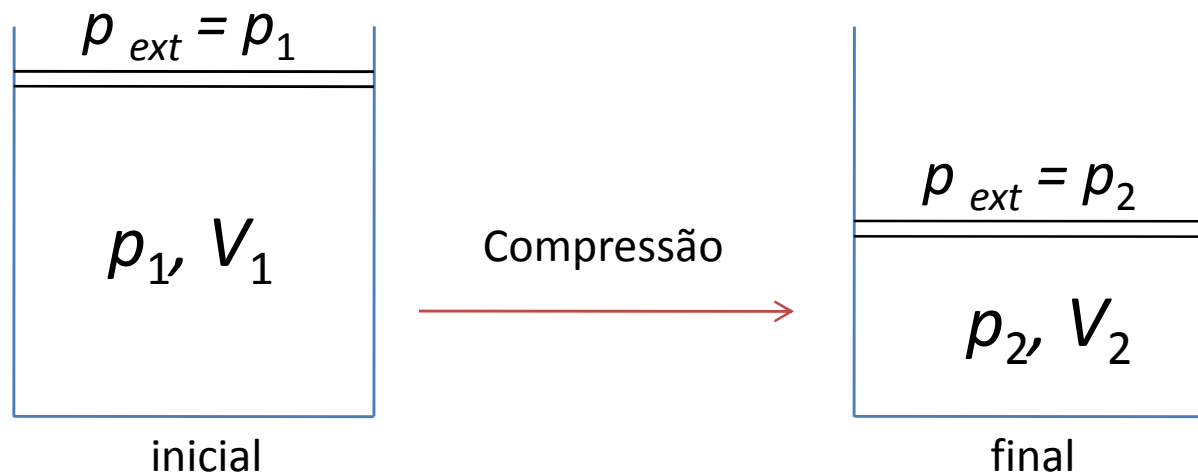 p ext = p1
p1, V1
inicial
Compressão
p ext = p2
p2, V2
final